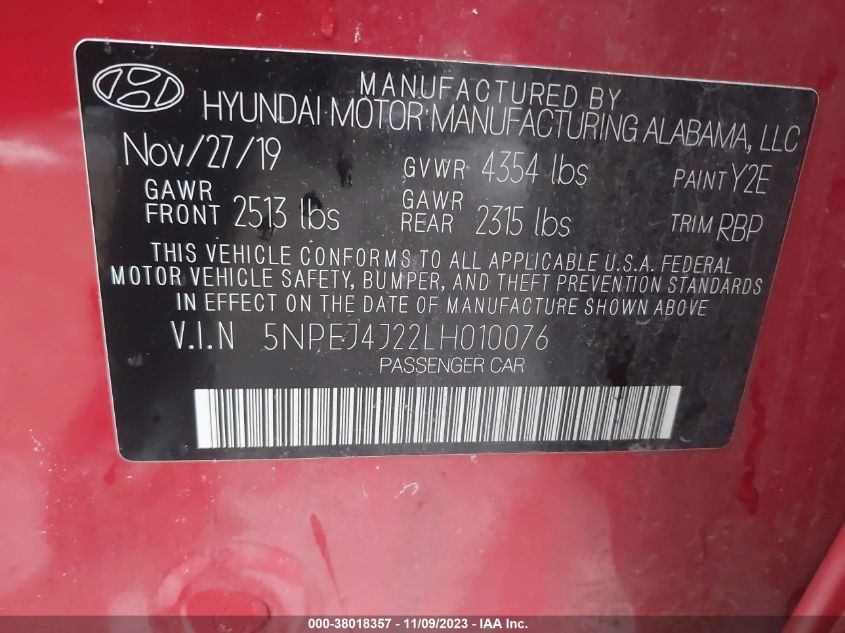 MANUFACTURED BY
HYUNDAI MOTOR MANUFACTURING ALABAMA, LLC
Nov/27/19 GVWR 4354 lbs PAINT Y2E
GAWR FRONT 2513 lbs GAWR REAR 2315 lbs TRIM RBP
THIS VEHICLE CONFORMS TO ALL APPLICABLE U.S.A. FEDERAL
MOTOR VEHICLE SAFETY, BUMPER, AND THEFT PREVENTION STANDARDS
IN EFFECT ON THE DATE OF MANUFACTURE SHOWN ABOVE.
V.I.N 5NPEJ4J22LH010076
PASSENGER CAR
000-38018357 - 11/09/2023 - IAA Inc.